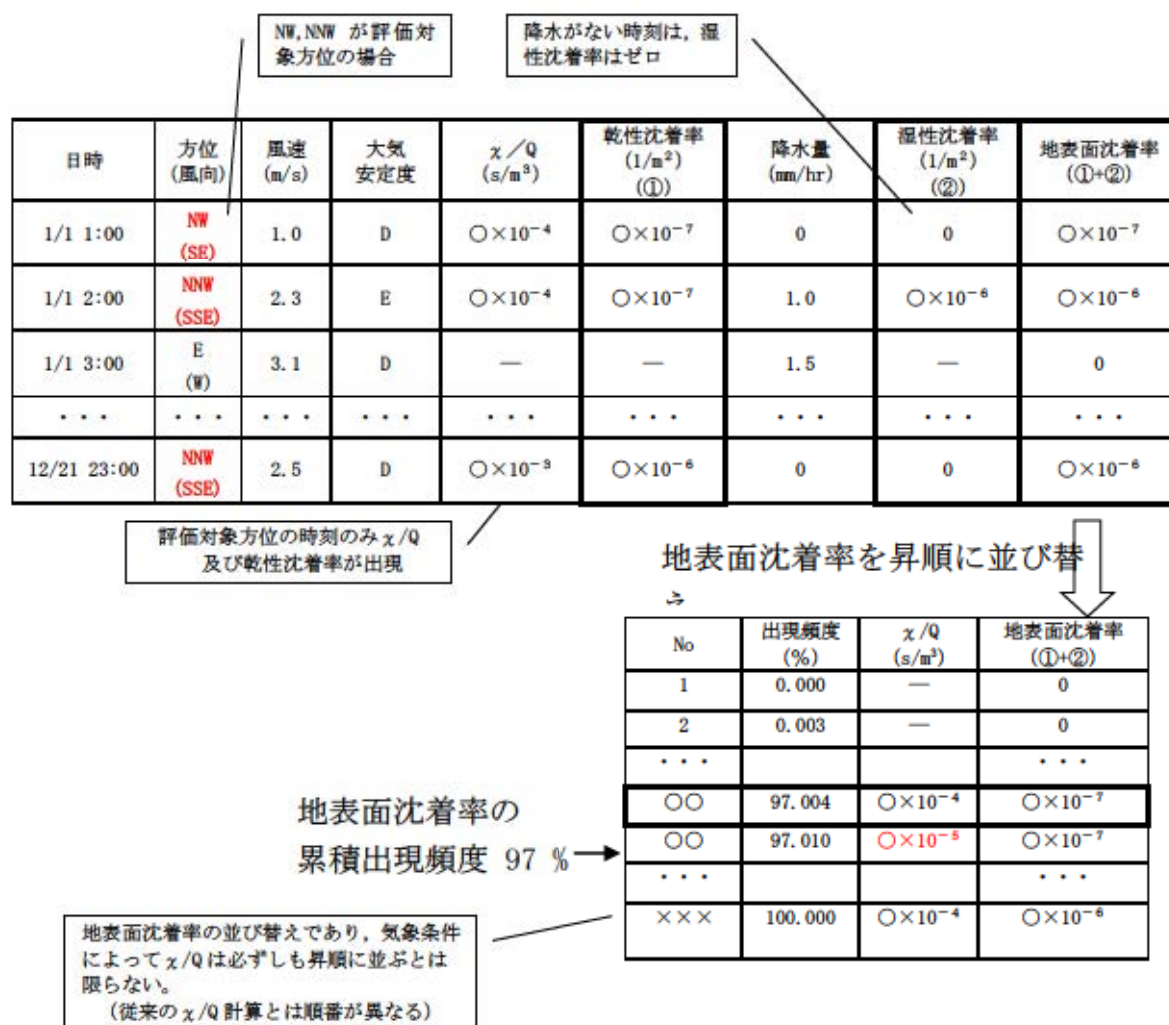 NW,NNW が評価対
象方位の場合
降水がない時刻は，湿
性沈着率はゼロ
日時 方位 (風向) 風速 (m/s) 大気 安定度 χ／Q (s/m³) 乾性沈着率 (1/m²) (①) 降水量 (mm/hr) 湿性沈着率 (1/m²) (②) 地表面沈着率 (①+②)
1/1 1:00 NW (SE) 1.0 D ○×10⁻⁴ ○×10⁻⁷ 0 0 ○×10⁻⁷
1/1 2:00 NNW (SSE) 2.3 E ○×10⁻⁴ ○×10⁻⁷ 1.0 ○×10⁻⁶ ○×10⁻⁶
1/1 3:00 E (W) 3.1 D — — 1.5 — 0
・・・ ・・・ ・・・ ・・・ ・・・ ・・・ ・・・ ・・・ ・・・
12/21 23:00 NNW (SSE) 2.5 D ○×10⁻³ ○×10⁻⁶ 0 0 ○×10⁻⁶
評価対象方位の時刻のみχ/Q
及び乾性沈着率が出現
地表面沈着率を昇順に並び替
No 出現頻度 (%) χ/Q (s/m³) 地表面沈着率 (①+②)
1 0.000 — 0
2 0.003 — 0
・・・ ・・・
○○ 97.004 ○×10⁻⁴ ○×10⁻⁷
○○ 97.010 ○×10⁻⁵ ○×10⁻⁷
・・・ ・・・
××× 100.000 ○×10⁻⁴ ○×10⁻⁶
地表面沈着率の
累積出現頻度 97 %
地表面沈着率の並び替えであり，気象条件
によってχ/Qは必ずしも昇順に並ぶとは
限らない。
（従来のχ/Q計算とは順番が異なる）